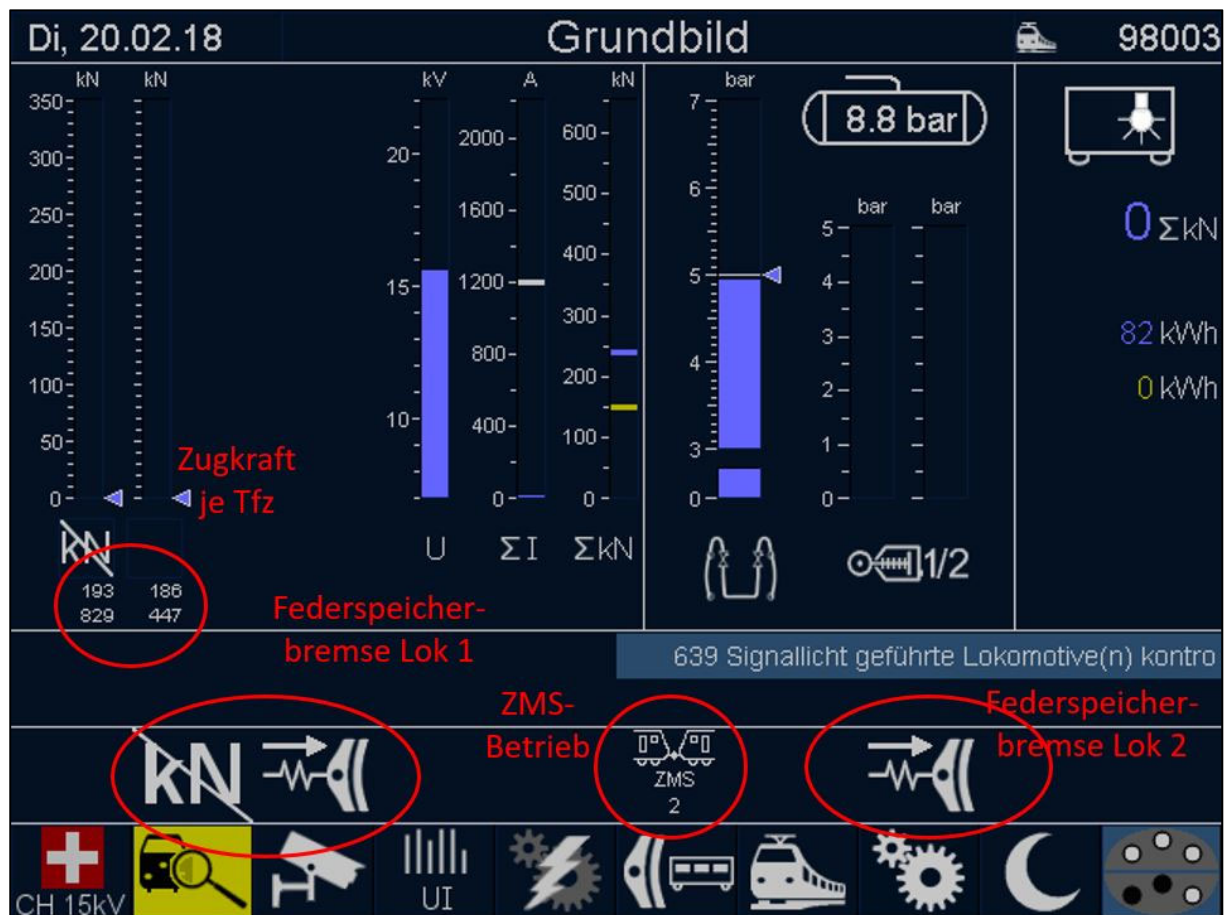 Di, 20.02.18 Grundbild 98003
kN kN kV A kN bar
350
300
250
200
150
100
50
0
20
15
10
2000
1600
1200
800
400
0
600
500
400
300
200
100
0
7
6
5
4
3
0
8.8 bar
bar bar
5
4
3
2
1
0
0 ΣkN
82 kWh
0 kWh
Zugkraft
je Tfz
kN
U ΣI ΣkN
1/2
193 186
829 447
Federspeicher-
bremse Lok 1
639 Signallicht geführte Lokomotive(n) kontro
ZMS-
Betrieb
Federspeicher-
bremse Lok 2
kN
ZMS
2
CH 15kV
UI